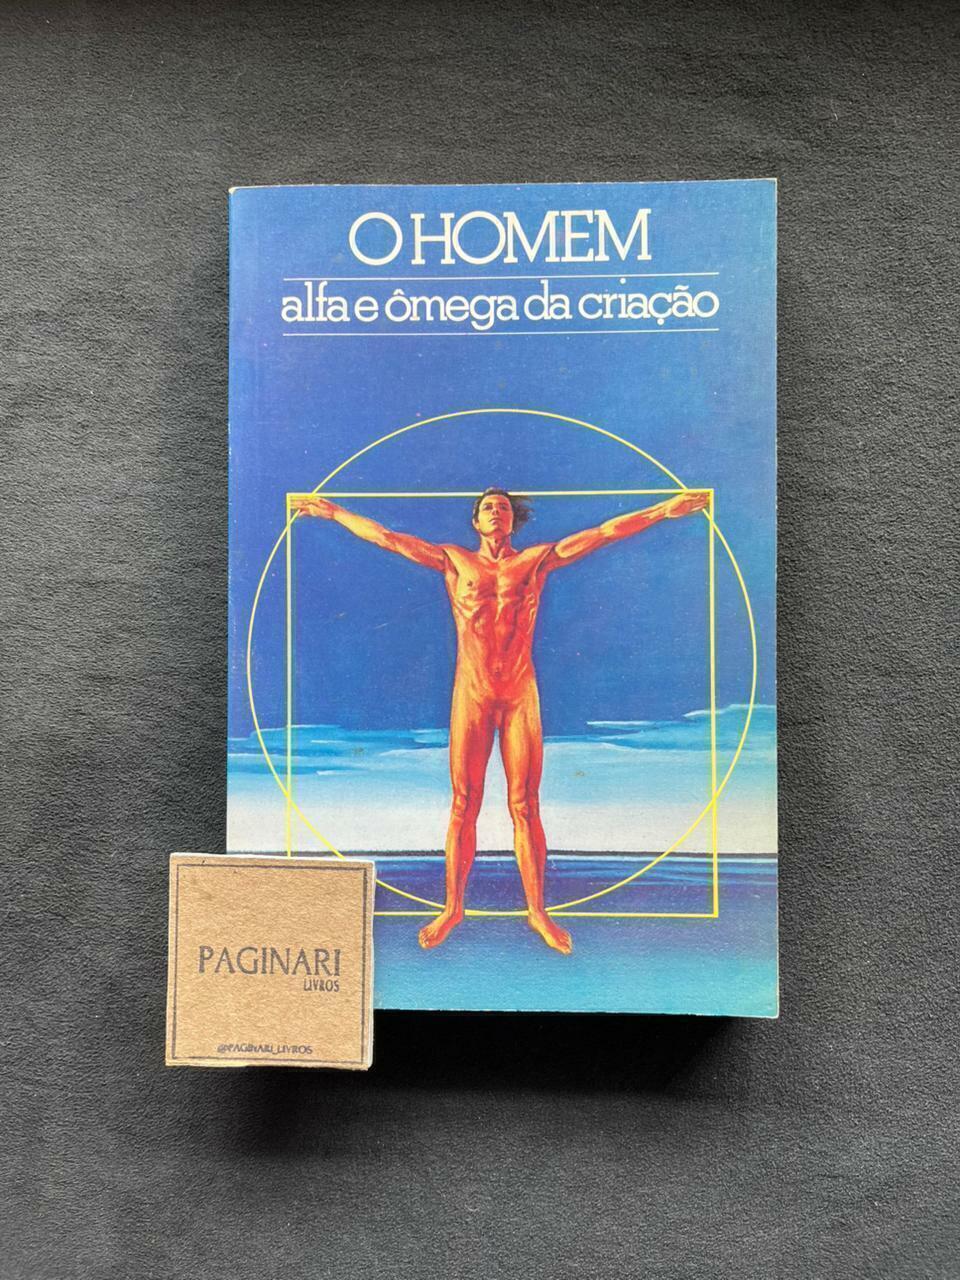 O HOMEM
alfa e ômega da criação
PAGINARI
LIVROS
@PAGINARI_LIVROS